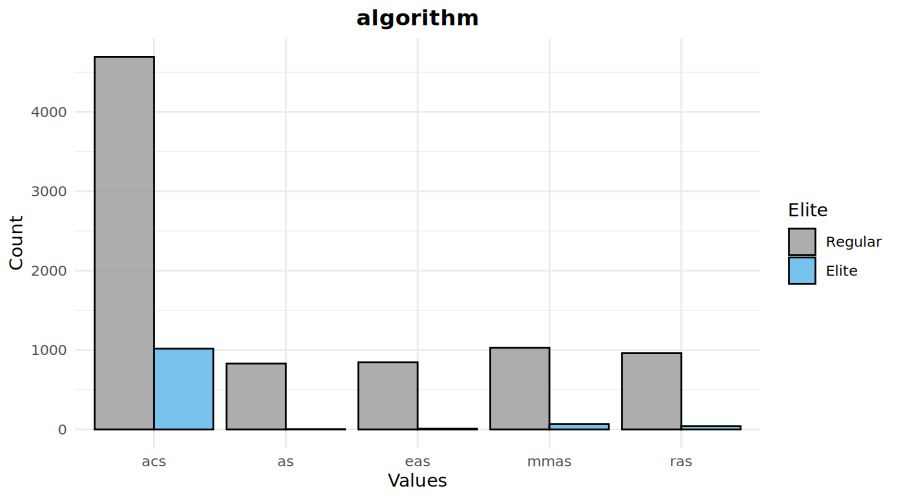 algorithm
4000
3000
2000
1000
0
Count
acs as eas mmas ras
Values
Elite
Regular
Elite